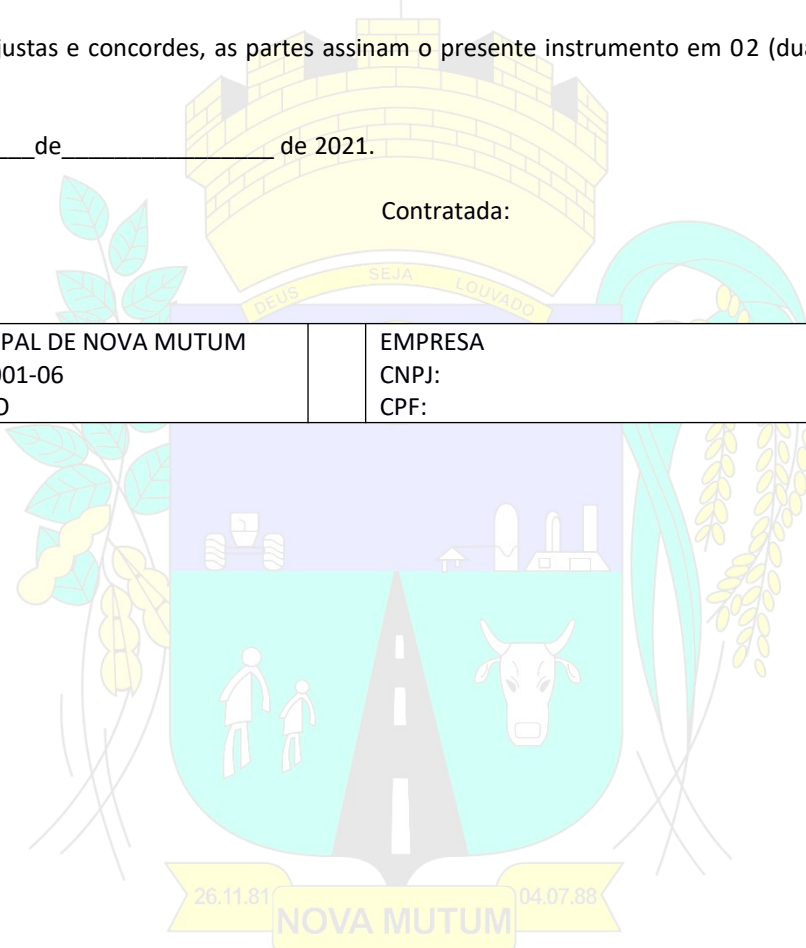 justas e concordes, as partes assinam o presente instrumento em 02 (dua
___de________________ de 2021.
Contratada:
PAL DE NOVA MUTUM
EMPRESA
001-06
CNPJ:
O
CPF:
DEUS SEJA LOUVADO
26.11.81
NOVA MUTUM
04.07.88